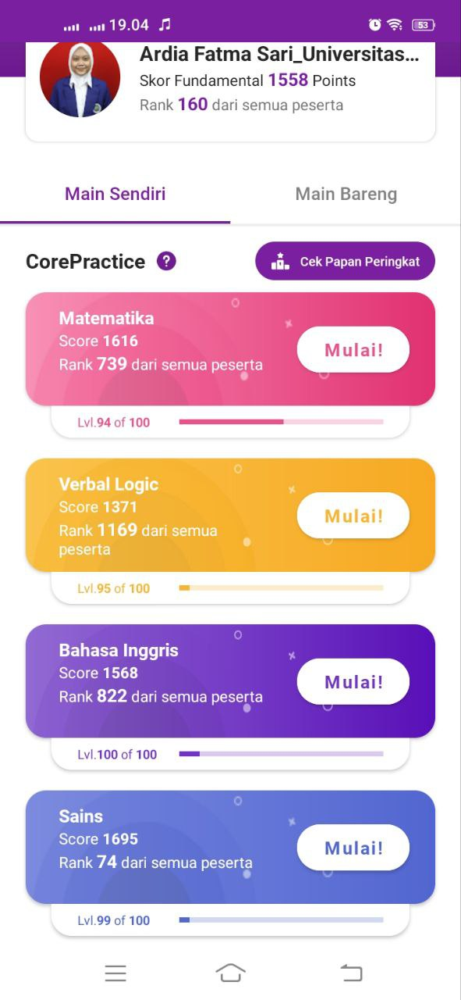 19.04
53
Ardia Fatma Sari_Universitas...
Skor Fundamental 1558 Points
Rank 160 dari semua peserta
Main Sendiri
Main Bareng
CorePractice ?
Cek Papan Peringkat
Matematika
Score 1616
Rank 739 dari semua peserta
Mulai!
Lvl.94 of 100
Verbal Logic
Score 1371
Rank 1169 dari semua
peserta
Mulai!
Lvl.95 of 100
Bahasa Inggris
Score 1568
Rank 822 dari semua peserta
Mulai!
Lvl.100 of 100
Sains
Score 1695
Rank 74 dari semua peserta
Mulai!
Lvl.99 of 100